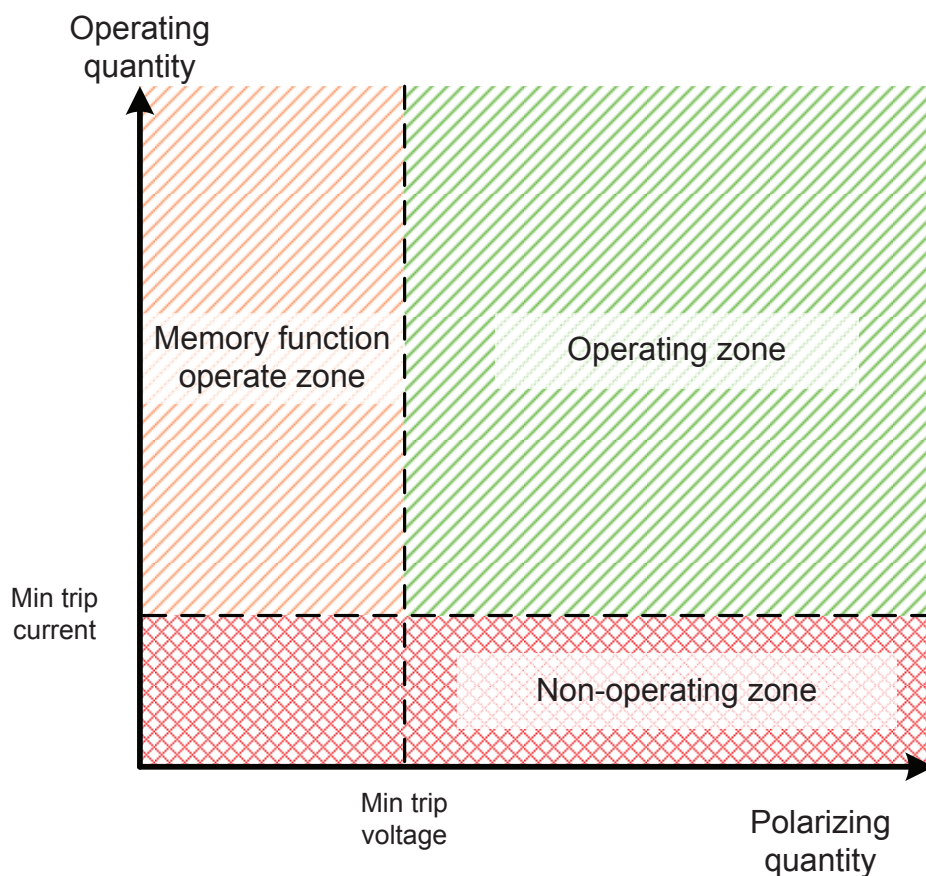 Operating
quantity
Memory function
operate zone
Operating zone
Min trip
current
Non-operating zone
Min trip
voltage
Polarizing
quantity